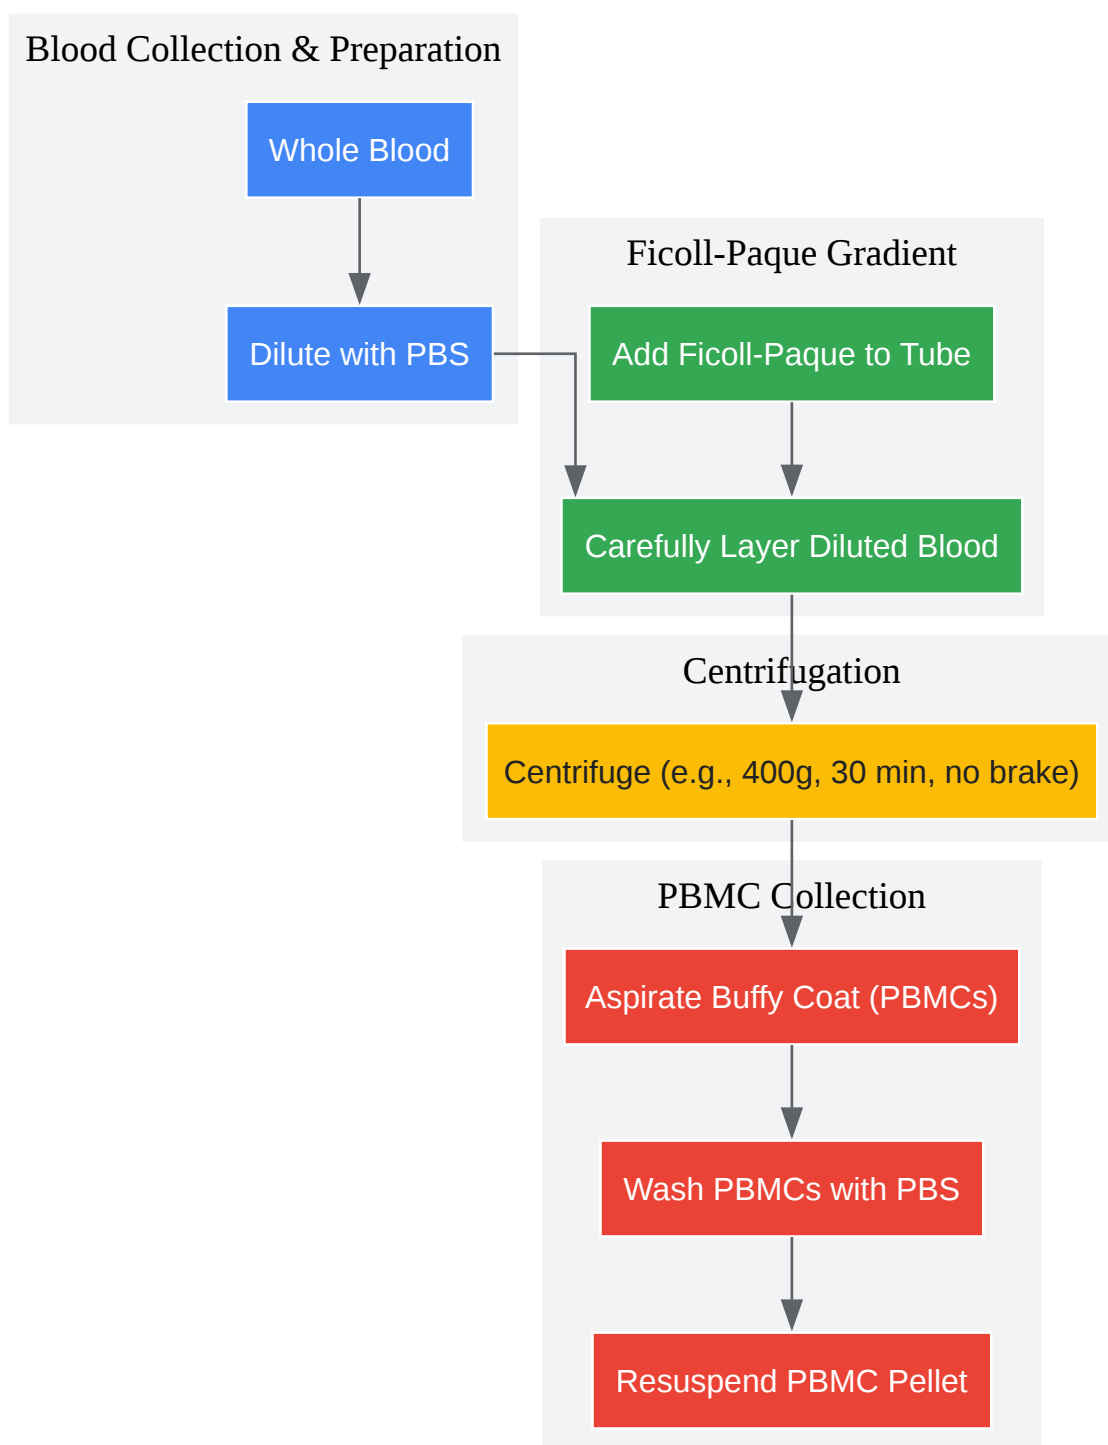 Blood Collection & Preparation
Whole Blood
Dilute with PBS
Ficoll-Paque Gradient
Add Ficoll-Paque to Tube
Carefully Layer Diluted Blood
Centrifugation
Centrifuge (e.g., 400g, 30 min, no brake)
PBMC Collection
Aspirate Buffy Coat (PBMCs)
Wash PBMCs with PBS
Resuspend PBMC Pellet